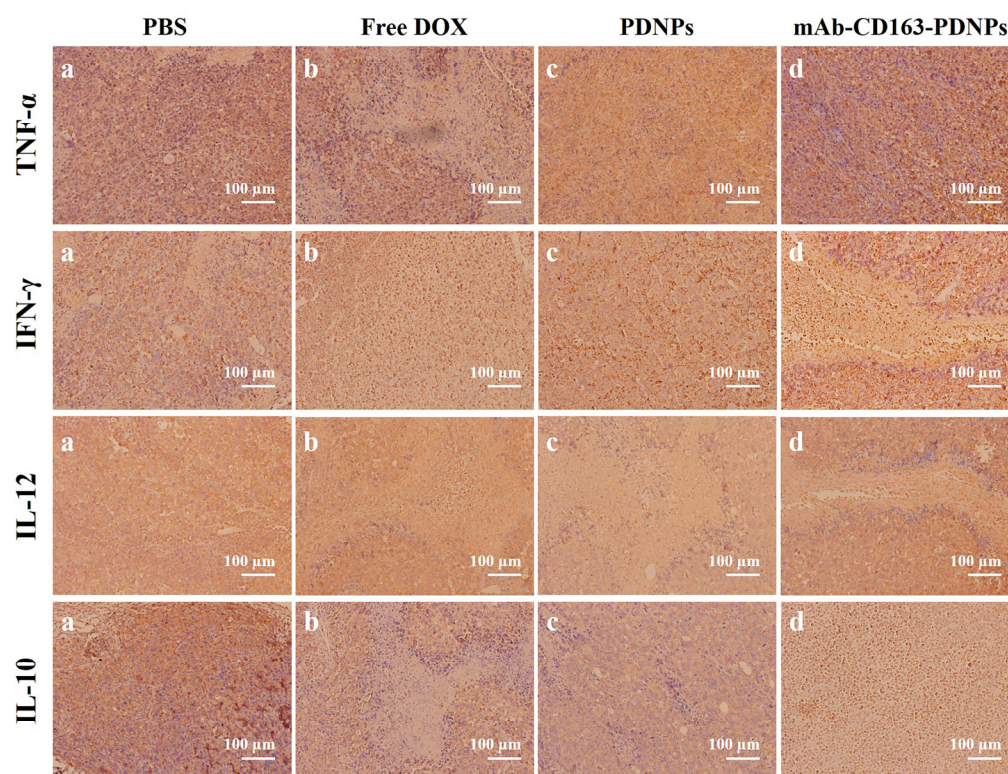 PBS Free DOX PDNPs mAb-CD163-PDNPs
TNF-α
a b c d
100 µm 100 µm 100 µm 100 µm
IFN-γ
a b c d
100 µm 100 µm 100 µm 100 µm
IL-12
a b c d
100 µm 100 µm 100 µm 100 µm
IL-10
a b c d
100 µm 100 µm 100 µm 100 µm